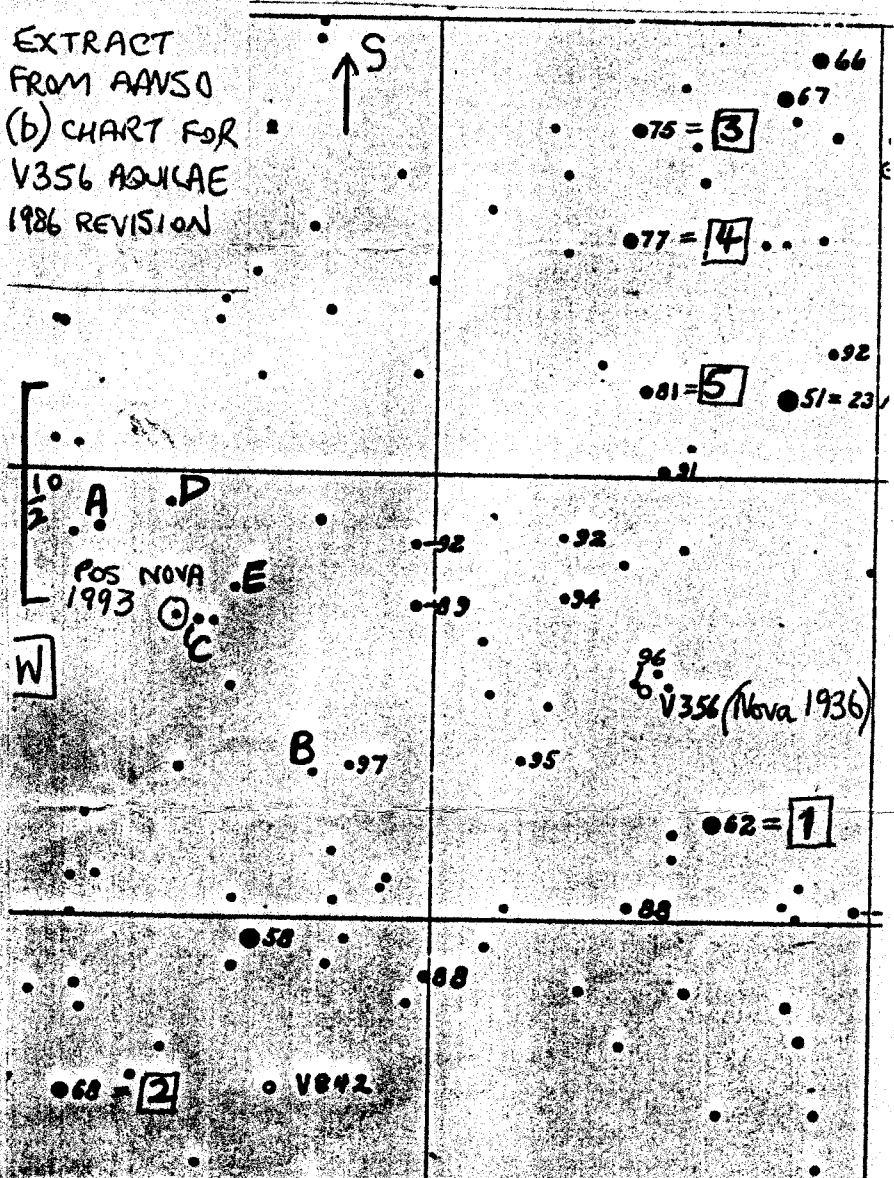 EXTRACT
FROM AAVSO
(b) CHART FOR
V356 AQUILAE
1986 REVISION
S
66
67
75 = 3
77 = 4
92
81 = 5
51 = 23
91
1°
2
A
D
92
92
POS NOVA
1993
E
89
94
C
W
96
V356 (Nova 1936)
B
97
95
62 = 1
88
58
88
68 = 2
V842